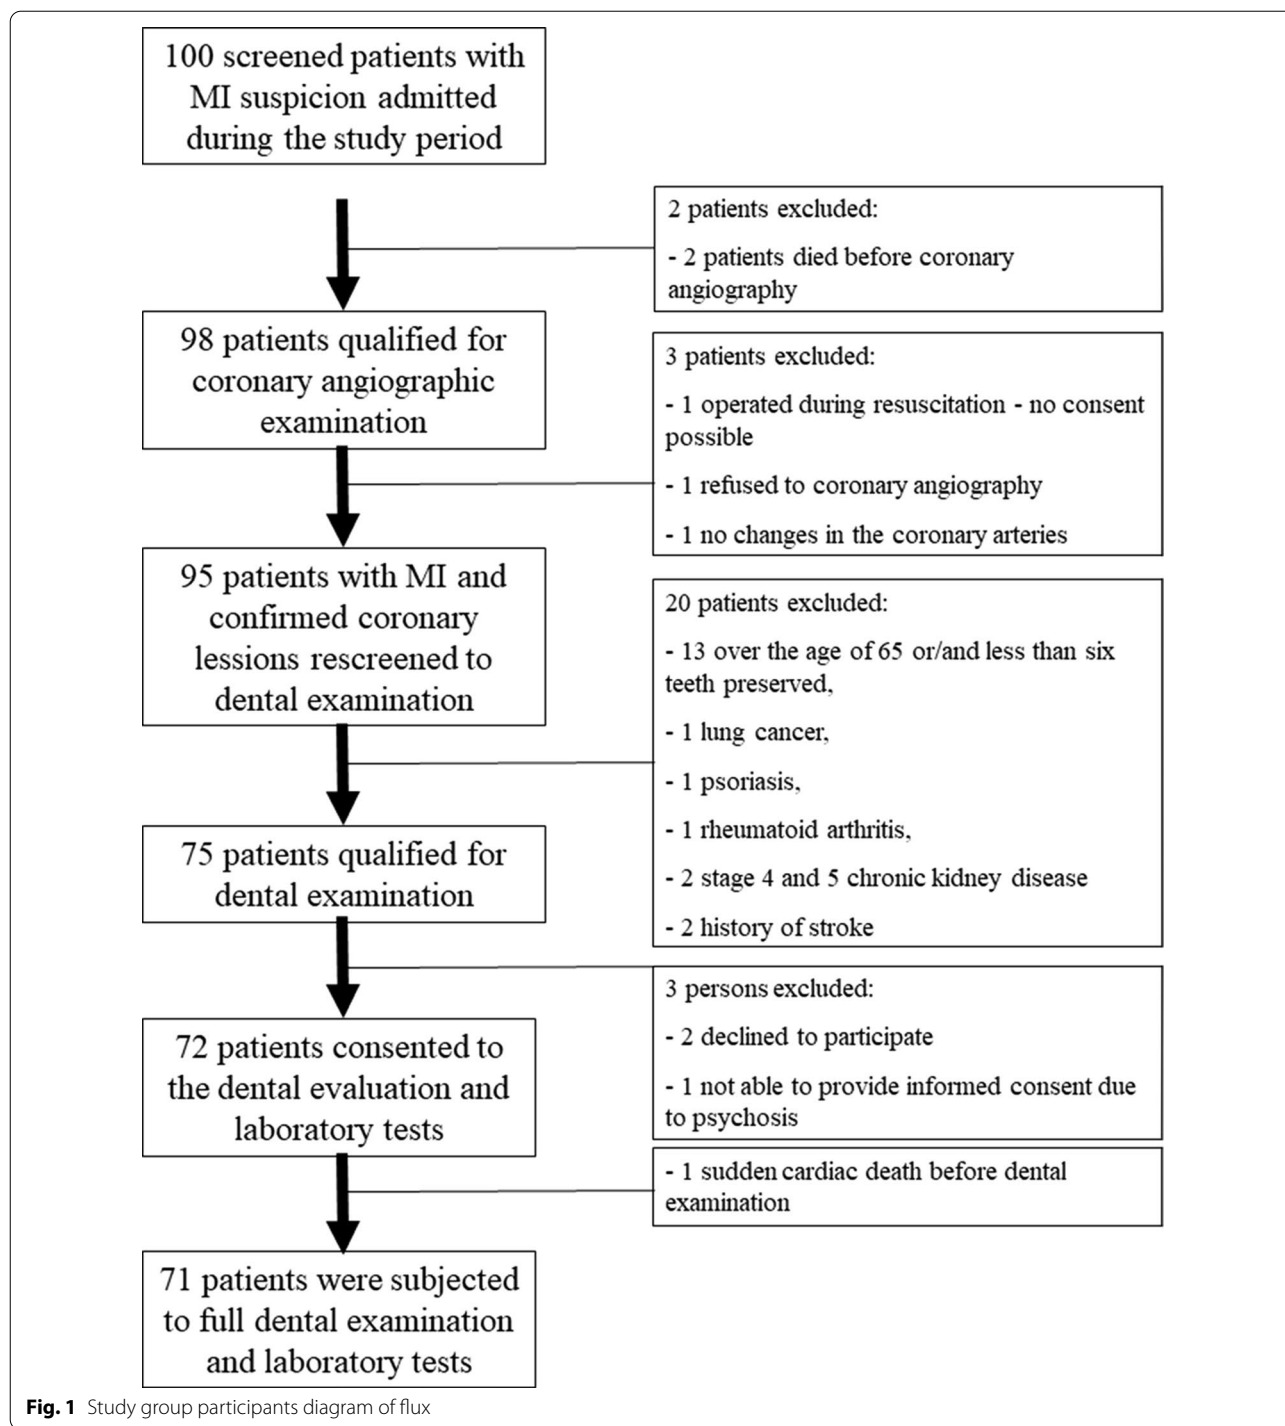 100 screened patients with
MI suspicion admitted
during the study period
2 patients excluded:
- 2 patients died before coronary
angiography
98 patients qualified for
coronary angiographic
examination
3 patients excluded:
- 1 operated during resuscitation - no consent
possible
- 1 refused to coronary angiography
- 1 no changes in the coronary arteries
95 patients with MI and
confirmed coronary
lessions rescreened to
dental examination
20 patients excluded:
- 13 over the age of 65 or/and less than six
teeth preserved,
- 1 lung cancer,
- 1 psoriasis,
- 1 rheumatoid arthritis,
- 2 stage 4 and 5 chronic kidney disease
- 2 history of stroke
75 patients qualified for
dental examination
3 persons excluded:
- 2 declined to participate
- 1 not able to provide informed consent due
to psychosis
72 patients consented to
the dental evaluation and
laboratory tests
- 1 sudden cardiac death before dental
examination
71 patients were subjected
to full dental examination
and laboratory tests
Fig. 1 Study group participants diagram of flux